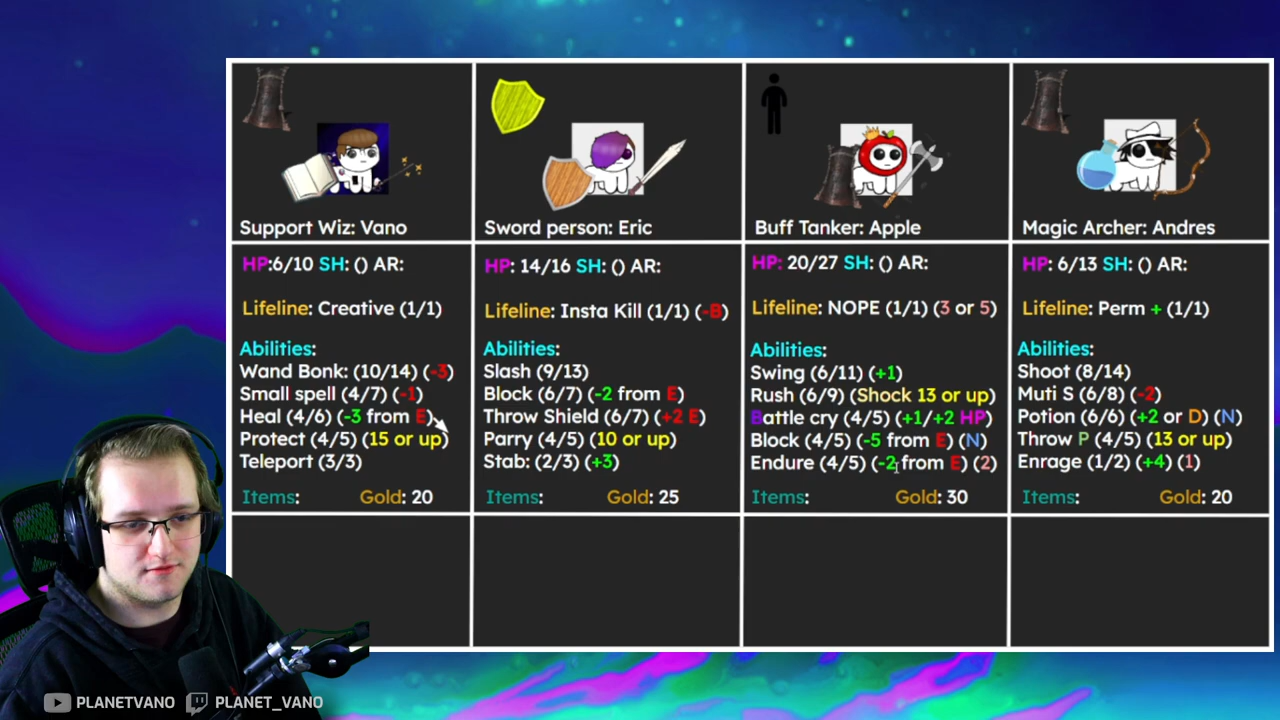 Support Wiz: Vano
HP:6/10 SH: () AR:
Lifeline: Creative (1/1)
Abilities:
Wand Bonk: (10/14) (-3)
Small spell (4/7) (-1)
Heal (4/6) (-3 from E)
Protect (4/5) (15 or up)
Teleport (3/3)
Items: Gold: 20
Sword person: Eric
HP: 14/16 SH: () AR:
Lifeline: Insta Kill (1/1) (-B)
Abilities:
Slash (9/13)
Block (6/7) (-2 from E)
Throw Shield (6/7) (+2 E)
Parry (4/5) (10 or up)
Stab: (2/3) (+3)
Items: Gold: 25
Buff Tanker: Apple
HP: 20/27 SH: () AR:
Lifeline: NOPE (1/1) (3 or 5)
Abilities:
Swing (6/11) (+1)
Rush (6/9) (Shock 13 or up)
Battle cry (4/5) (+1/+2 HP)
Block (4/5) (-5 from E) (N)
Endure (4/5) (-2 from E) (2)
Items: Gold: 30
Magic Archer: Andres
HP: 6/13 SH: () AR:
Lifeline: Perm + (1/1)
Abilities:
Shoot (8/14)
Muti S (6/8) (-2)
Potion (6/6) (+2 or D) (N)
Throw P (4/5) (13 or up)
Enrage (1/2) (+4) (1)
Items: Gold: 20
PLANETVANO PLANET_VANO